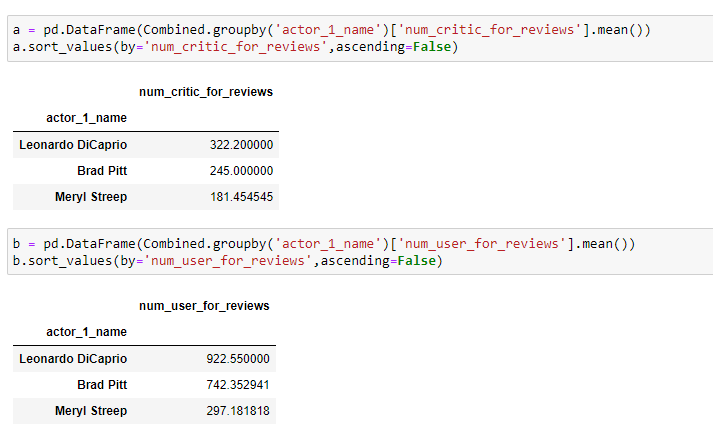 a = pd.DataFrame(Combined.groupby('actor_1_name')['num_critic_for_reviews'].mean())
a.sort_values(by='num_critic_for_reviews',ascending=False)
num_critic_for_reviews
actor_1_name
Leonardo DiCaprio 322.200000
Brad Pitt 245.000000
Meryl Streep 181.454545
b = pd.DataFrame(Combined.groupby('actor_1_name')['num_user_for_reviews'].mean())
b.sort_values(by='num_user_for_reviews',ascending=False)
num_user_for_reviews
actor_1_name
Leonardo DiCaprio 922.550000
Brad Pitt 742.352941
Meryl Streep 297.181818